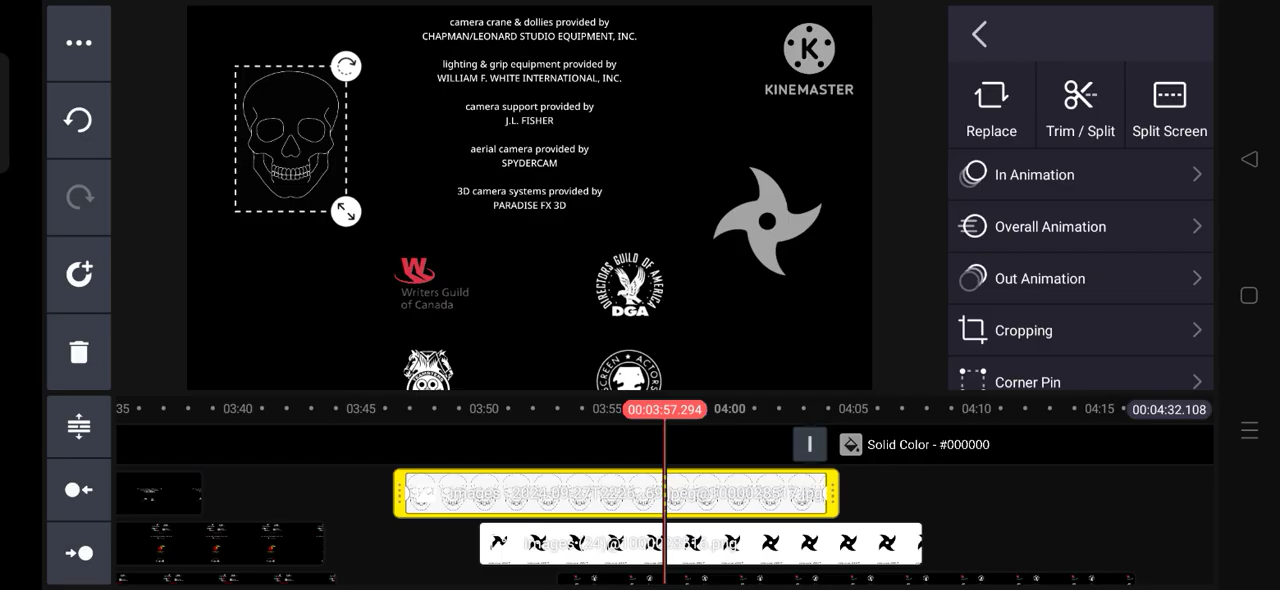 camera crane & dollies provided by
CHAPMAN/LEONARD STUDIO EQUIPMENT, INC.
lighting & grip equipment provided by
WILLIAM F. WHITE INTERNATIONAL, INC.
camera support provided by
J.L. FISHER
aerial camera provided by
SPYDERCAM
3D camera systems provided by
PARADISE FX 3D
K
KINEMASTER
W
Writers Guild
of Canada
DIRECTORS GUILD OF AMERICA
DGA
SCREEN ACTORS
Replace
Trim / Split
Split Screen
In Animation
Overall Animation
Out Animation
Cropping
Corner Pin
35
03:40
03:45
03:50
03:55
00:03:57.294
04:00
04:05
04:10
04:15
00:04:32.108
Solid Color - #000000